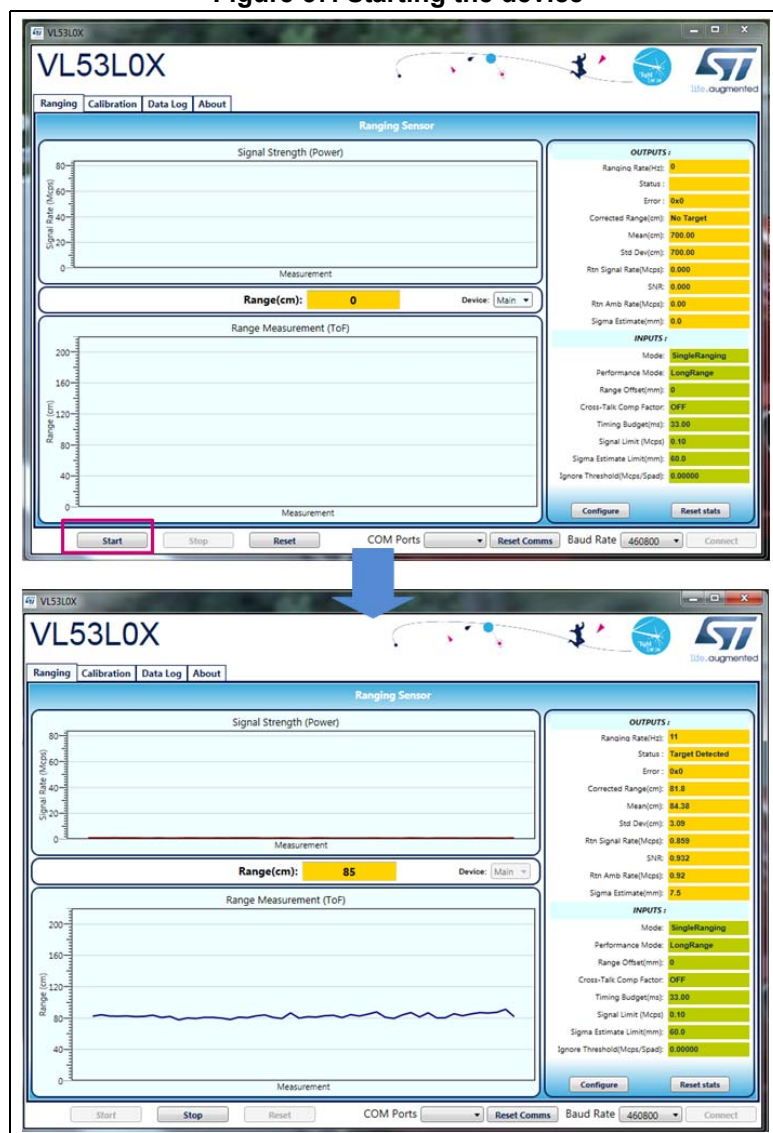 VL53L0X
VL53L0X
life.augmented
Ranging Calibration Data Log About
Ranging Sensor
Signal Strength (Power)
Signal Rate (Mcps)
80
60
40
20
0
Measurement
Range(cm): 0 Device: Main
Range Measurement (ToF)
Range (cm)
200
160
120
80
40
0
Measurement
OUTPUTS :
Ranging Rate(Hz): 0
Status :
Error : 0x0
Corrected Range(cm): No Target
Mean(cm): 700.00
Std Dev(cm): 700.00
Rtn Signal Rate(Mcps): 0.000
SNR: 0.000
Rtn Amb Rate(Mcps): 0.00
Sigma Estimate(mm): 0.0
INPUTS :
Mode: SingleRanging
Performance Mode: LongRange
Range Offset(mm): 0
Cross-Talk Comp Factor: OFF
Timing Budget(ms): 33.00
Signal Limit (Mcps) 0.10
Sigma Estimate Limit(mm): 60.0
Ignore Threshold(Mcps/Spad): 0.00000
Configure Reset stats
Start Stop Reset COM Ports Reset Comms Baud Rate 460800 Connect
VL53L0X
VL53L0X
life.augmented
Ranging Calibration Data Log About
Ranging Sensor
Signal Strength (Power)
Signal Rate (Mcps)
80
60
40
20
0
Measurement
Range(cm): 85 Device: Main
Range Measurement (ToF)
Range (cm)
200
160
120
80
40
0
Measurement
OUTPUTS :
Ranging Rate(Hz): 11
Status : Target Detected
Error : 0x0
Corrected Range(cm): 81.8
Mean(cm): 84.38
Std Dev(cm): 3.09
Rtn Signal Rate(Mcps): 0.859
SNR: 0.932
Rtn Amb Rate(Mcps): 0.92
Sigma Estimate(mm): 7.5
INPUTS :
Mode: SingleRanging
Performance Mode: LongRange
Range Offset(mm): 0
Cross-Talk Comp Factor: OFF
Timing Budget(ms): 33.00
Signal Limit (Mcps) 0.10
Sigma Estimate Limit(mm): 60.0
Ignore Threshold(Mcps/Spad): 0.00000
Configure Reset stats
Start Stop Reset COM Ports Reset Comms Baud Rate 460800 Connect